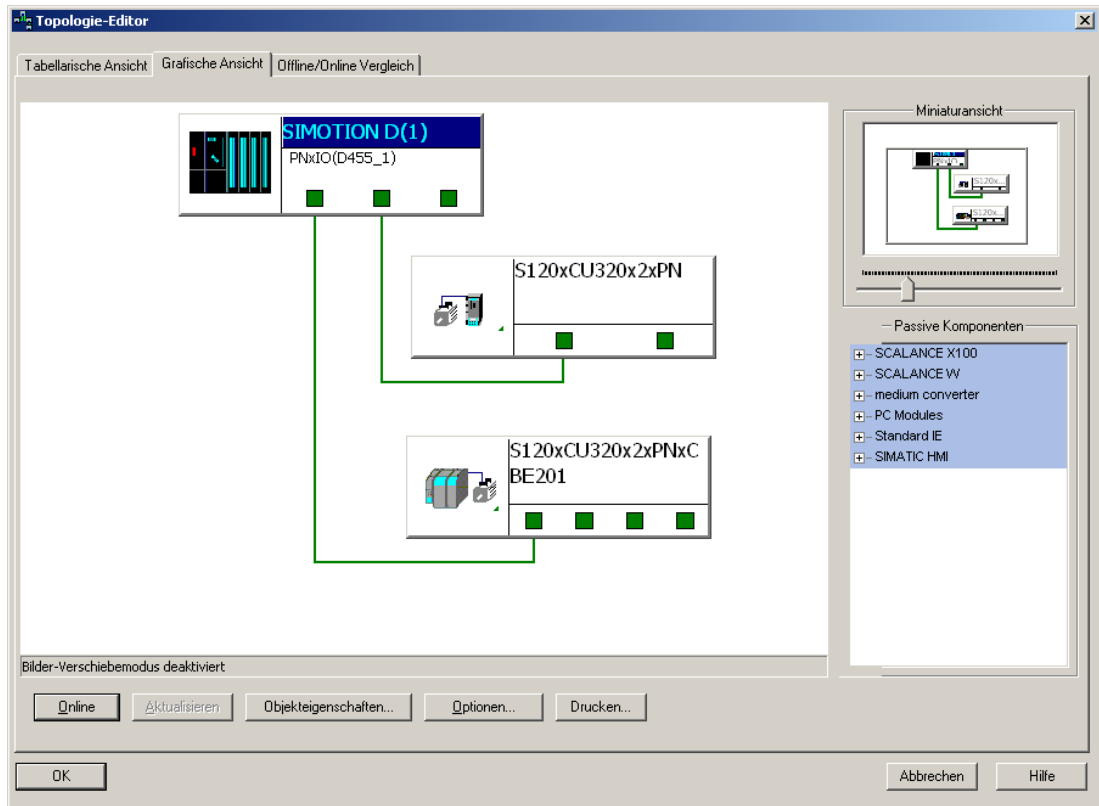 Topologie-Editor
Tabellarische Ansicht
Grafische Ansicht
Offline/Online Vergleich
SIMOTION D(1)
PNxIO(D455_1)
S120xCU320x2xPN
S120xCU320x2xPNxC
BE201
Bilder-Verschiebemodus deaktiviert
Miniaturansicht
S120x...
S120x...
Passive Komponenten
SCALANCE X100
SCALANCE W
medium converter
PC Modules
Standard IE
SIMATIC HMI
Online
Aktualisieren
Objekteigenschaften...
Optionen...
Drucken...
OK
Abbrechen
Hilfe